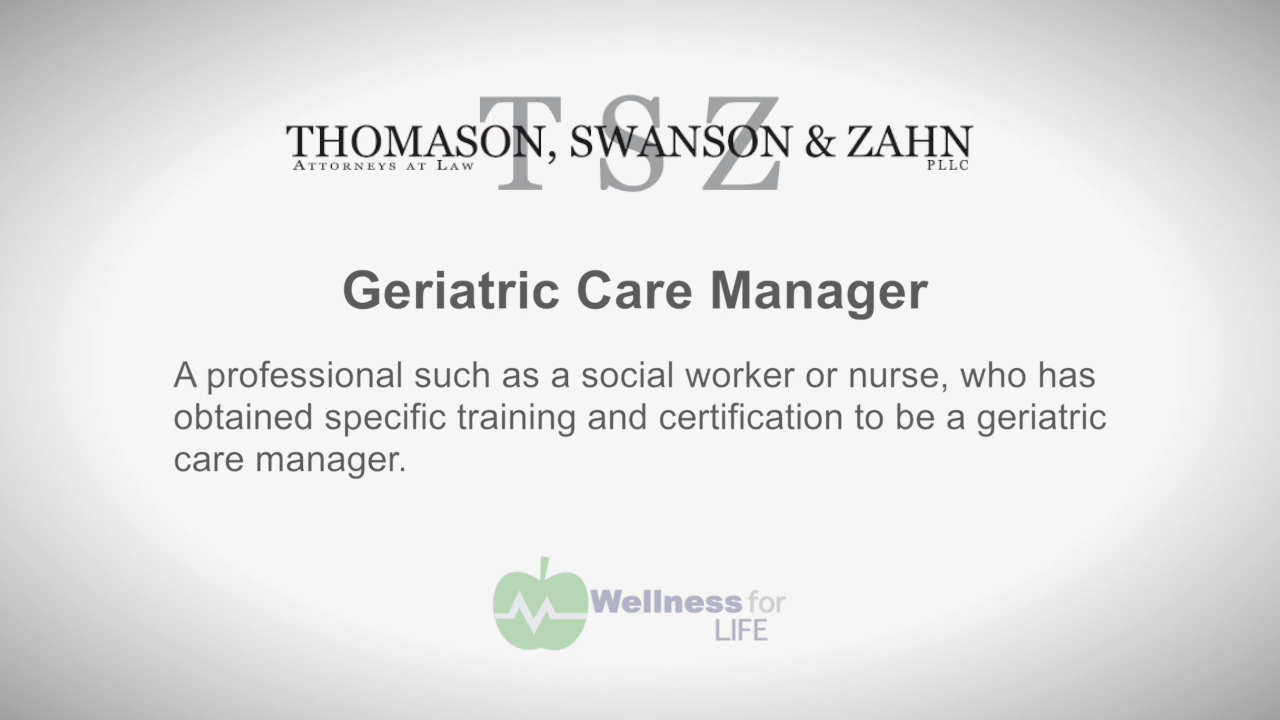 T S Z
THOMASON, SWANSON & ZAHN
ATTORNEYS AT LAW PLLC
Geriatric Care Manager
A professional such as a social worker or nurse, who has
obtained specific training and certification to be a geriatric
care manager.
Wellness for
LIFE